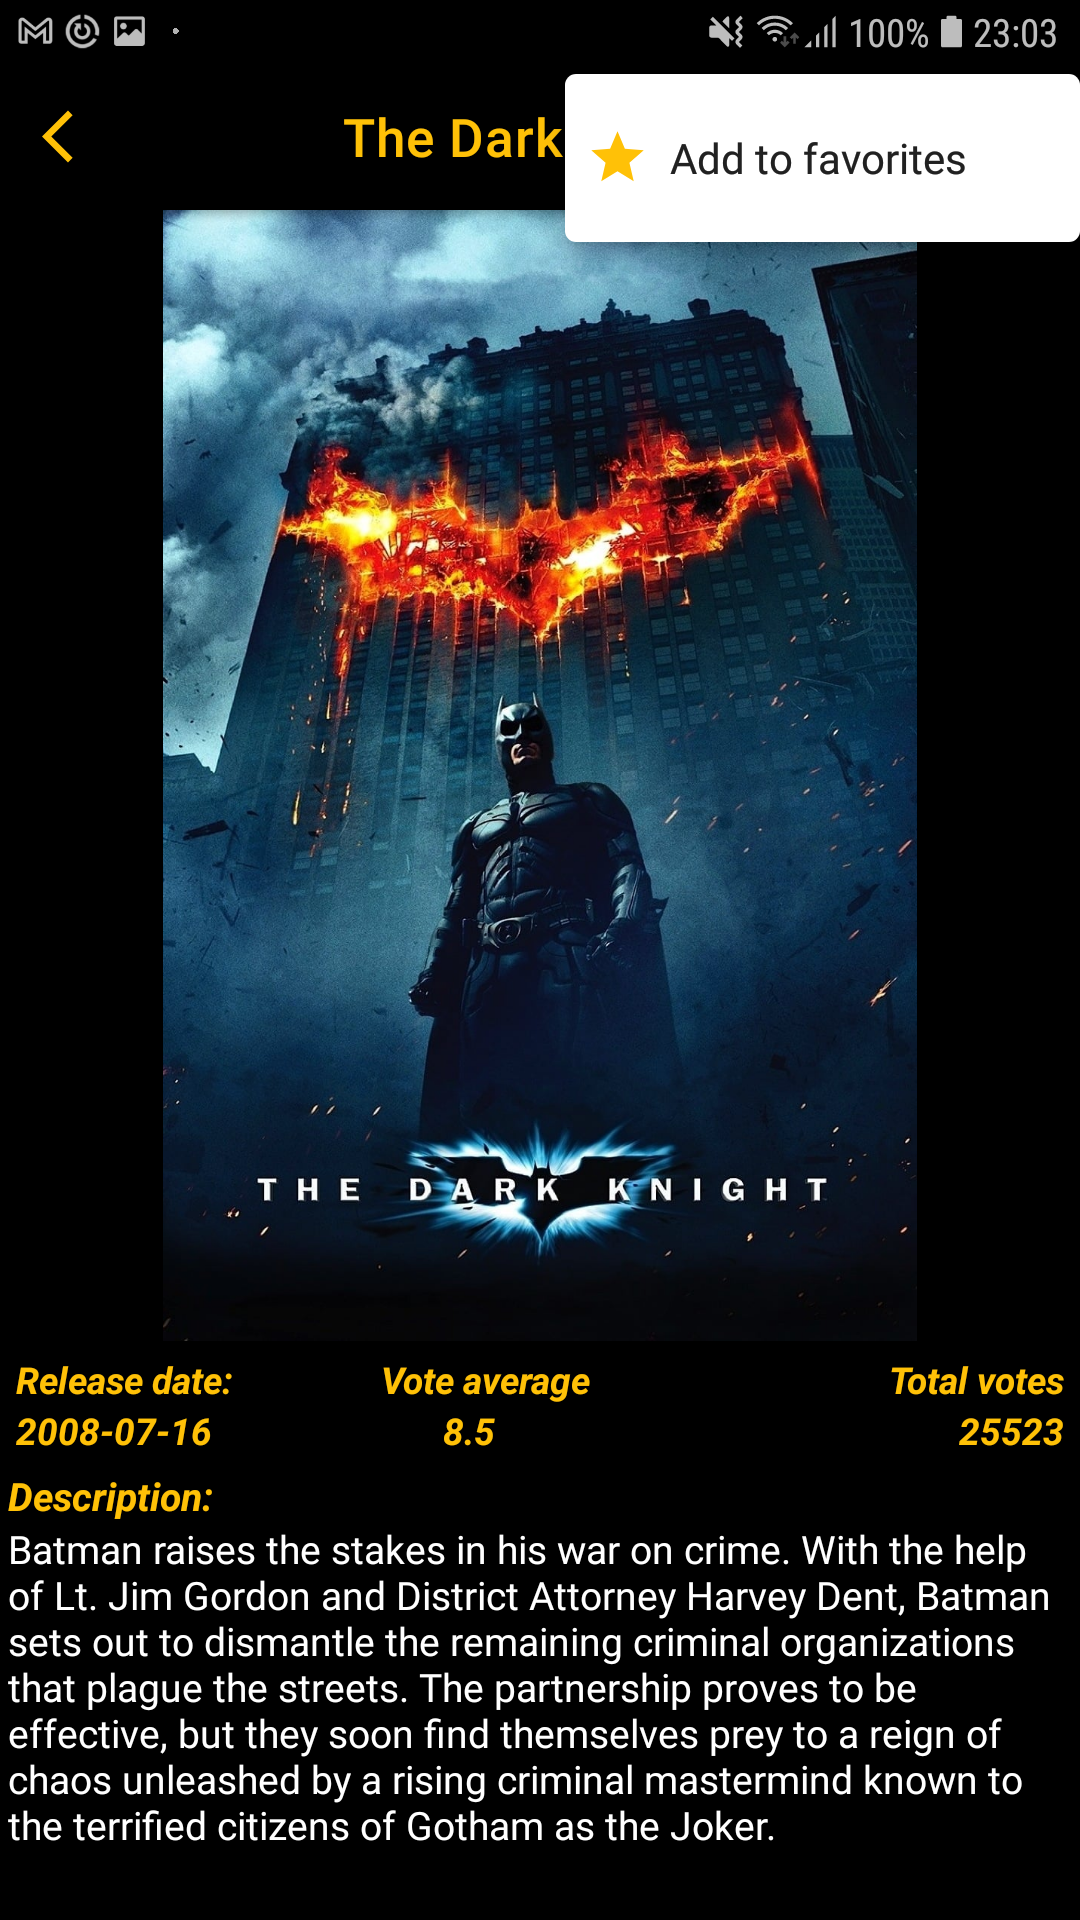 100% 23:03
The Dark
Add to favorites
THE DARK KNIGHT
Release date: Vote average Total votes
2008-07-16 8.5 25523
Description:
Batman raises the stakes in his war on crime. With the help
of Lt. Jim Gordon and District Attorney Harvey Dent, Batman
sets out to dismantle the remaining criminal organizations
that plague the streets. The partnership proves to be
effective, but they soon find themselves prey to a reign of
chaos unleashed by a rising criminal mastermind known to
the terrified citizens of Gotham as the Joker.